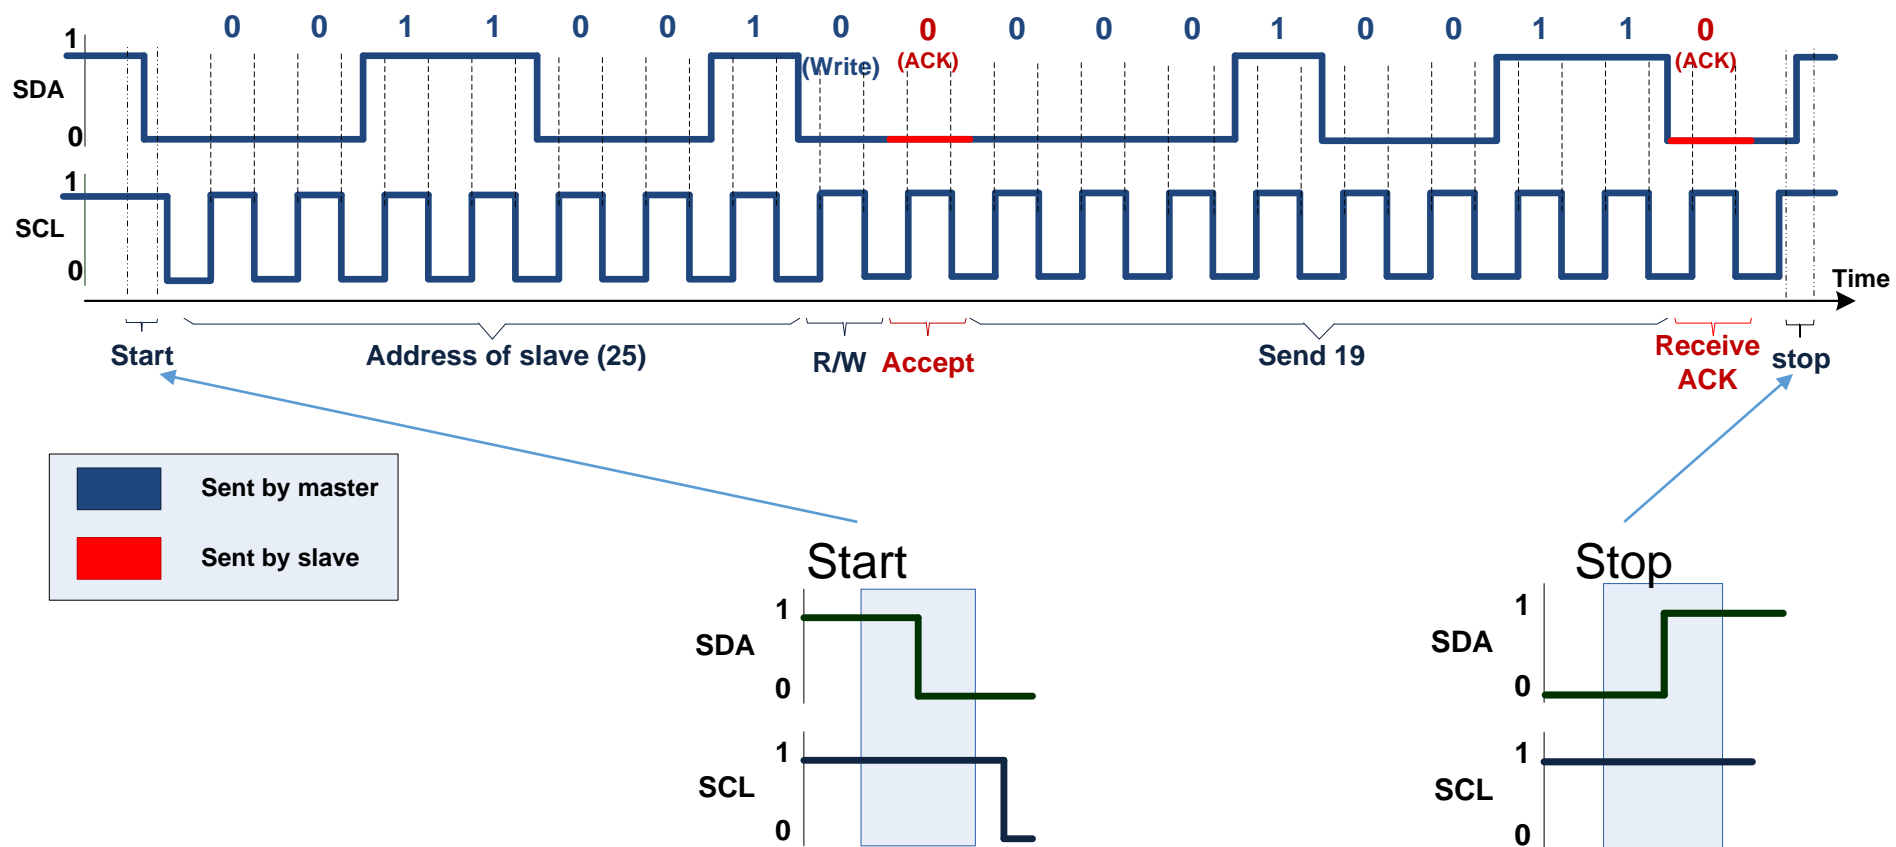 0 0 1 1 0 0 1 0 0 0 0 0 1 0 0 1 1 0
(Write) (ACK) (ACK)
1
SDA
0
1
SCL
0
Time
Start
Address of slave (25)
R/W
Accept
Send 19
Receive
ACK
stop
Sent by master
Sent by slave
Start
1
SDA
0
1
SCL
0
Stop
1
SDA
0
1
SCL
0